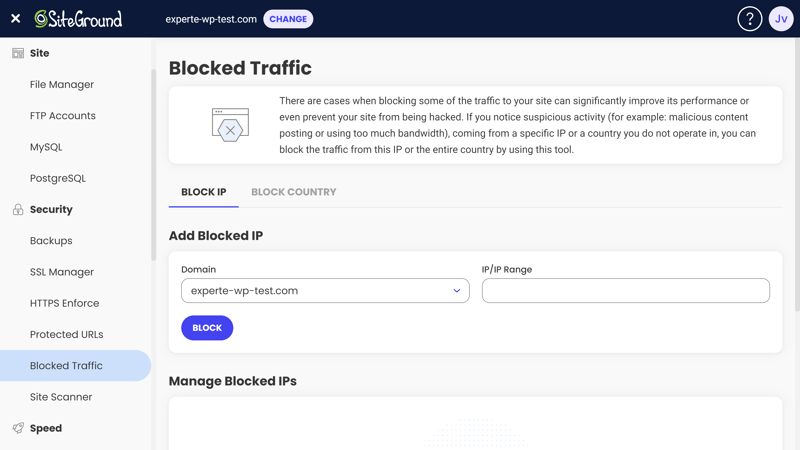 SiteGround
experte-wp-test.com CHANGE
? Jv
Site
File Manager
FTP Accounts
MySQL
PostgreSQL
Security
Backups
SSL Manager
HTTPS Enforce
Protected URLs
Blocked Traffic
Site Scanner
Speed
Blocked Traffic
There are cases when blocking some of the traffic to your site can significantly improve its performance or
even prevent your site from being hacked. If you notice suspicious activity (for example: malicious content
posting or using too much bandwidth), coming from a specific IP or a country you do not operate in, you can
block the traffic from this IP or the entire country by using this tool.
BLOCK IP BLOCK COUNTRY
Add Blocked IP
Domain IP/IP Range
experte-wp-test.com
BLOCK
Manage Blocked IPs